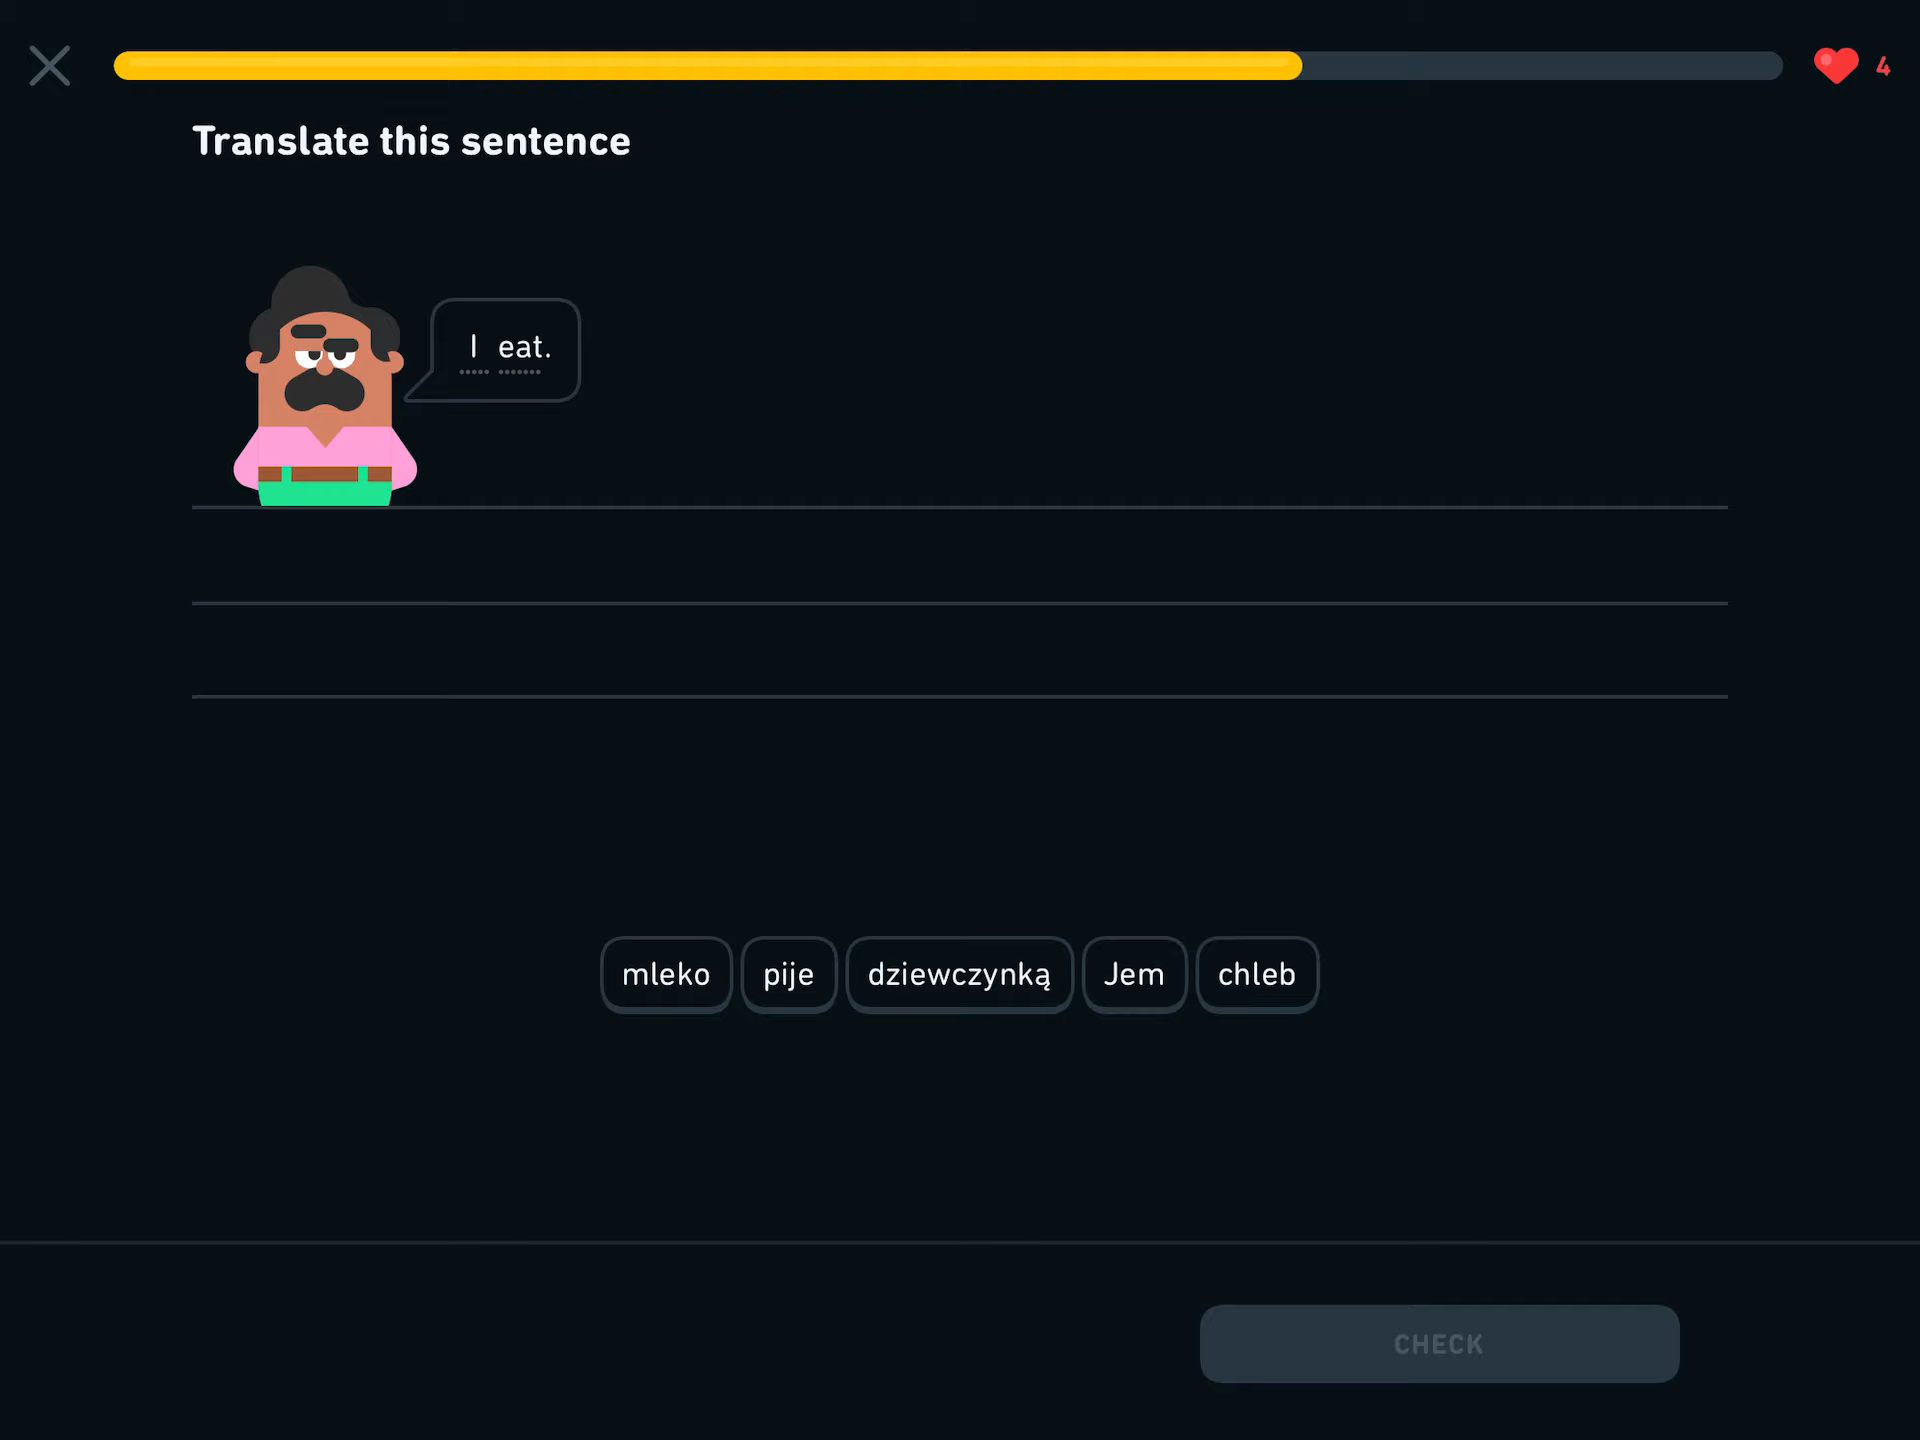 4
Translate this sentence
I eat.
mleko pije dziewczynką Jem chleb
CHECK